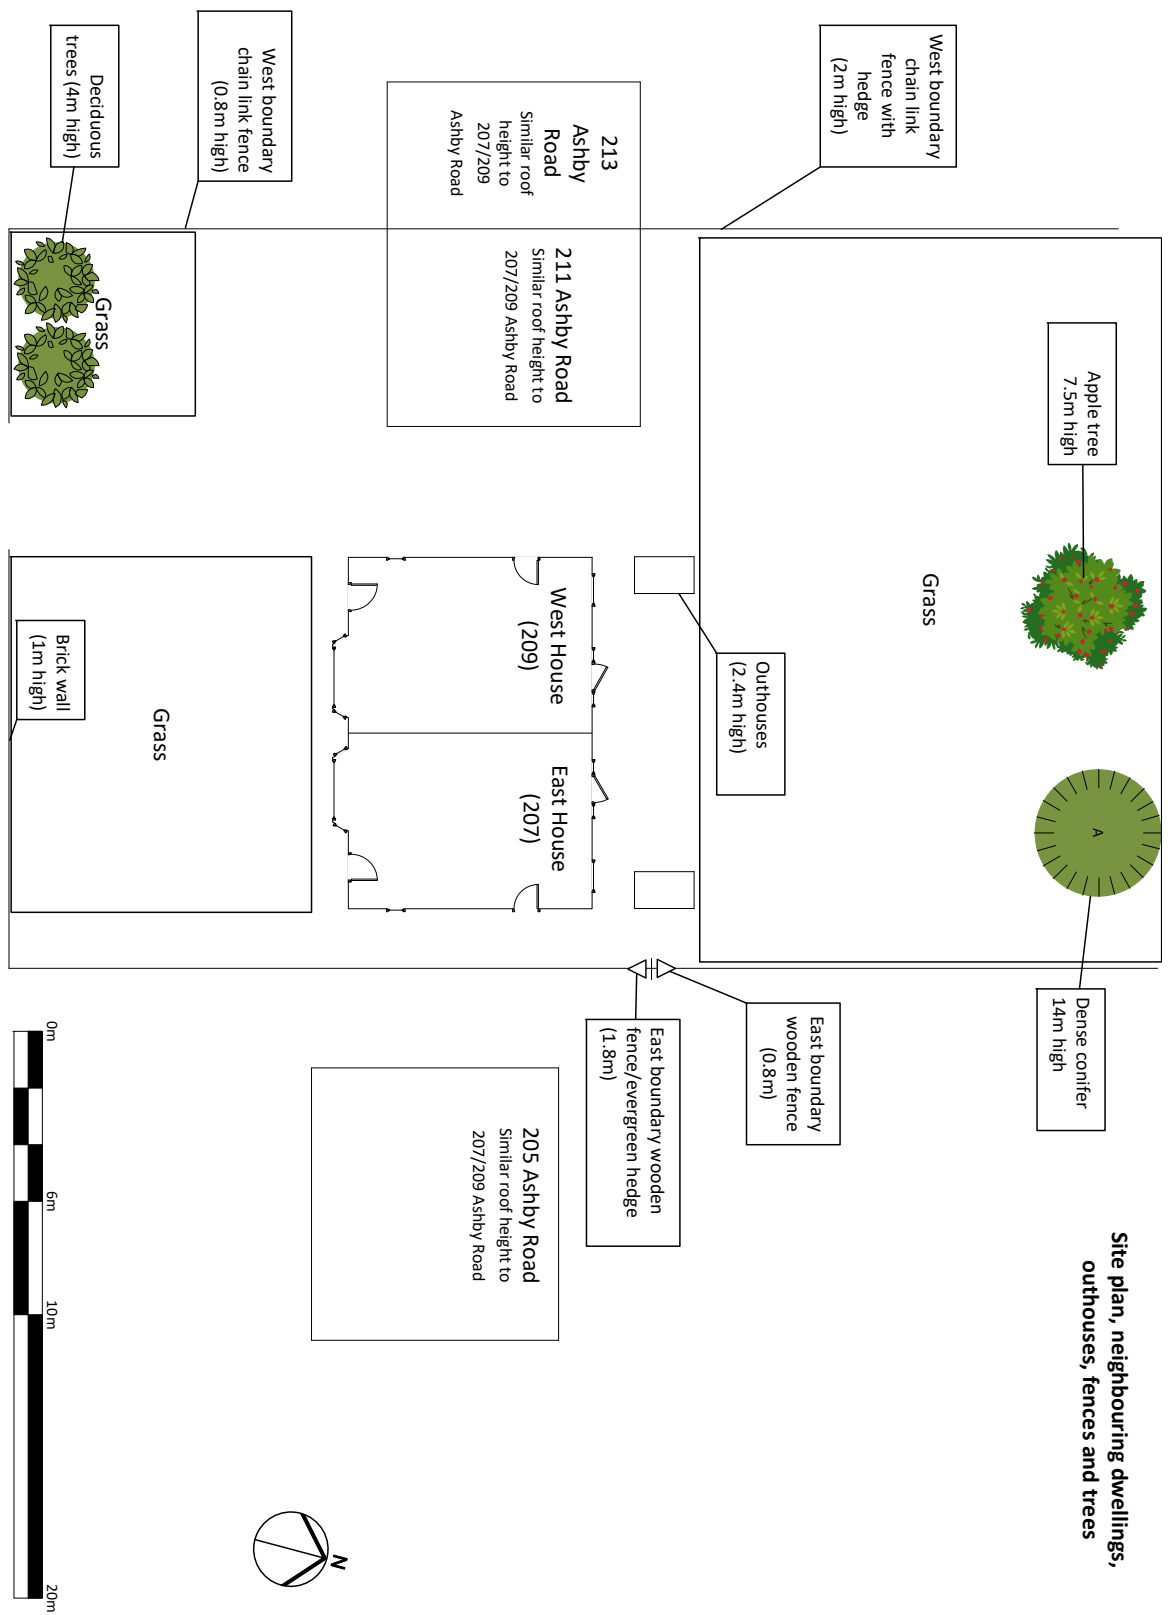 Site plan, neighbouring dwellings,
outhouses, fences and trees
West boundary
chain link
fence with
hedge
(2m high)
Apple tree
7.5m high
Dense conifer
14m high
A
Grass
Outhouses
(2.4m high)
East boundary
wooden fence
(0.8m)
East boundary wooden
fence/evergreen hedge
(1.8m)
213
Ashby
Road
Similar roof
height to
207/209
Ashby Road
211 Ashby Road
Similar roof height to
207/209 Ashby Road
West House
(209)
East House
(207)
205 Ashby Road
Similar roof height to
207/209 Ashby Road
West boundary
chain link fence
(0.8m high)
Deciduous
trees (4m high)
Grass
Grass
Brick wall
(1m high)
N
0m
6m
10m
20m